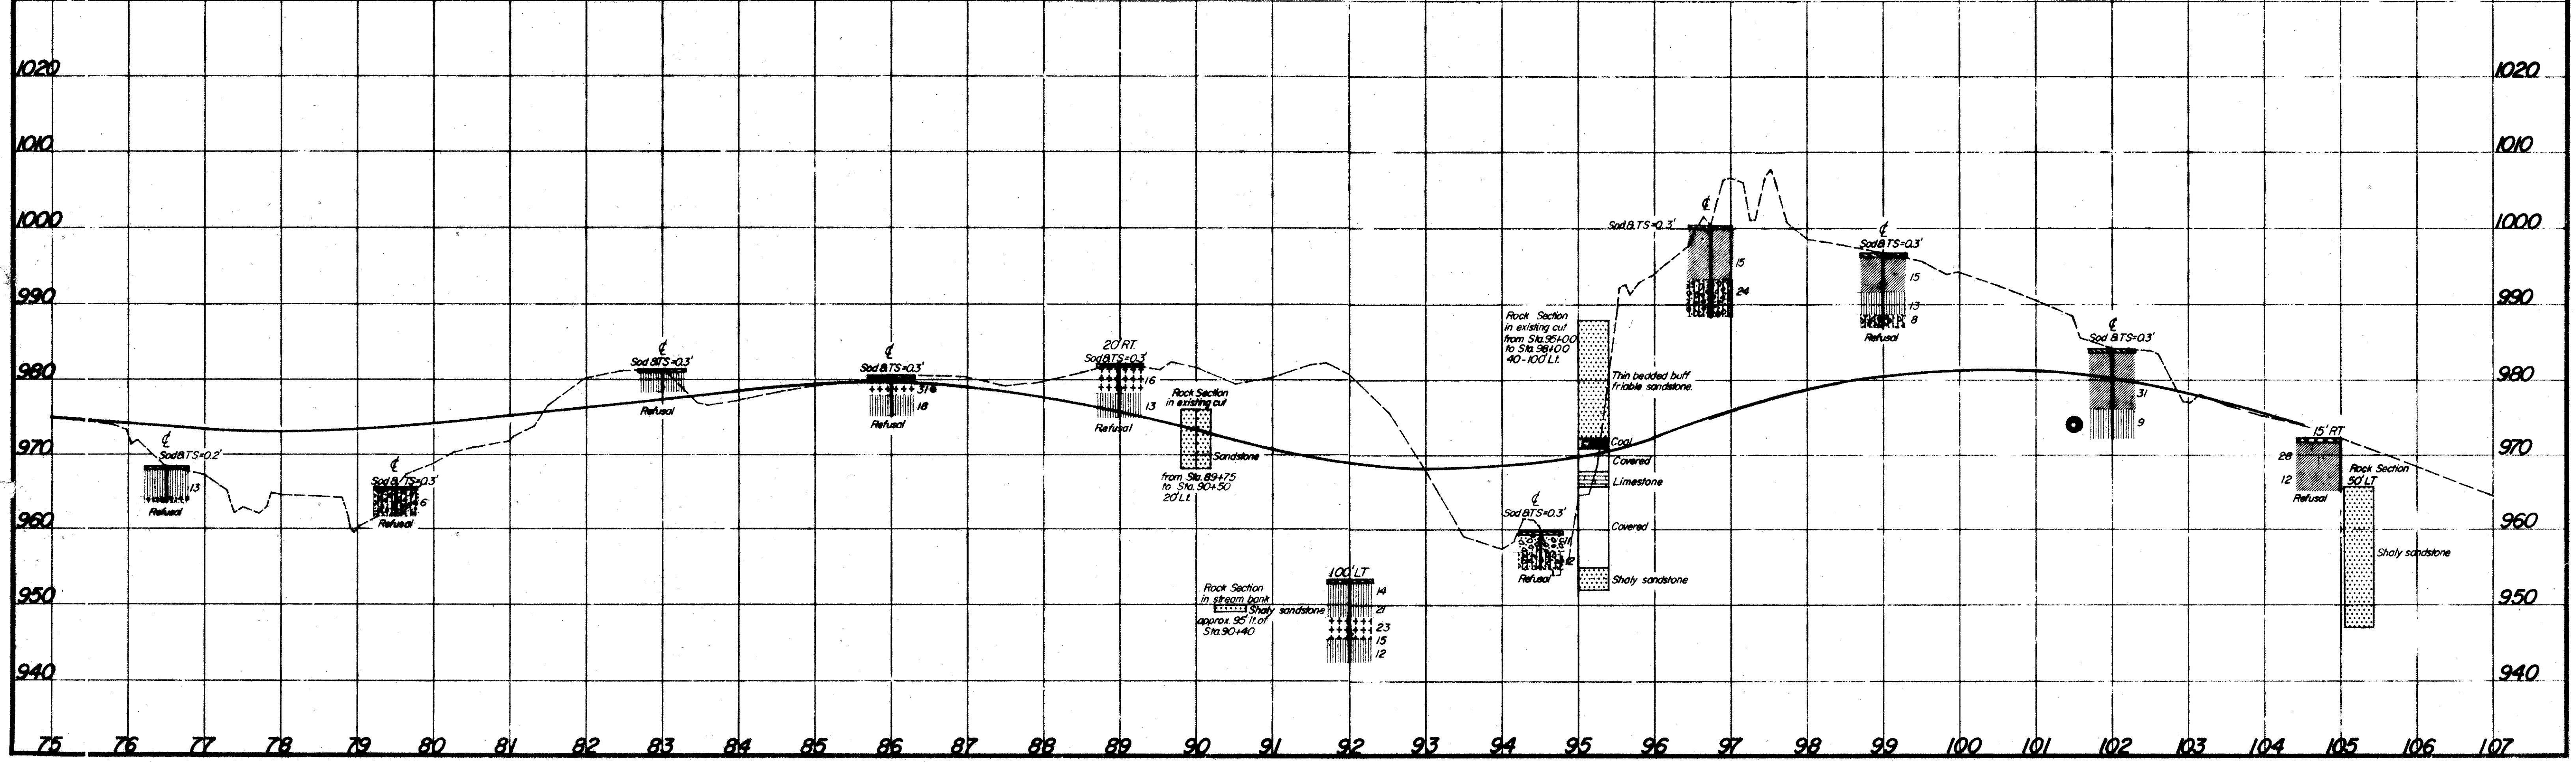 1020
1020
1010
1010
1000
1000
990
990
980
980
970
970
960
960
950
950
940
940
℄
Sod & TS=0.2'
13
Refusal
℄
Sod & TS=0.3'
6
Refusal
℄
Sod & TS=0.3'
Refusal
℄
Sod & TS=0.3'
31
18
Refusal
20' RT.
Sod & TS=0.3'
16
13
Refusal
Rock Section
in existing cut
Sandstone
from Sta. 89+75
to Sta. 90+50
20' Lt.
Rock Section
in stream bank
Shaly sandstone
approx. 95' lt. of
Sta. 90+40
100' LT
14
21
23
15
12
℄
Sod & TS=0.3'
11
12
Refusal
Rock Section
in existing cut
from Sta. 95+00
to Sta. 98+00
40-100' Lt.
Thin bedded buff
friable sandstone.
Coal
Covered
Limestone
Covered
Shaly sandstone
℄
Sod & TS=0.3'
15
24
℄
Sod & TS=0.3'
15
13
8
Refusal
℄
Sod & TS=0.3'
31
9
15' RT
28
12
Refusal
Rock Section
50' LT
Shaly sandstone
75 76 77 78 79 80 81 82 83 84 85 86 87 88 89 90 91 92 93 94 95 96 97 98 99 100 101 102 103 104 105 106 107